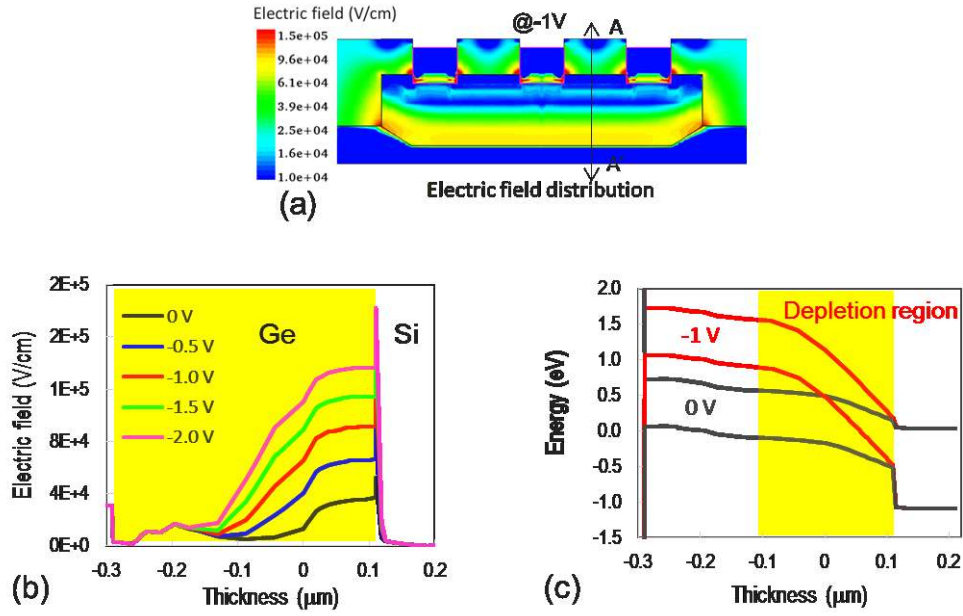 Electric field (V/cm)
@-1V
A
1.5e+05
9.6e+04
5.9e+04
2.7e+04
1.5e+04
1.0e+04
A
(a)
Electric field distribution
2E+5
2E+5
1E+5
8E+4
4E+4
0E+0
Electric field (V/cm)
0 V
-0.5 V
-1.0 V
-1.5 V
-2.0 V
Ge
Si
-0.3 -0.2 -0.1 0 0.1 0.2
Thickness (μm)
(b)
2.0
1.5
1.0
0.5
0.0
-0.5
-1.0
-1.5
Energy (eV)
Depletion region
-1 V
0 V
-0.3 -0.2 -0.1 0 0.1 0.2
Thickness (μm)
(c)